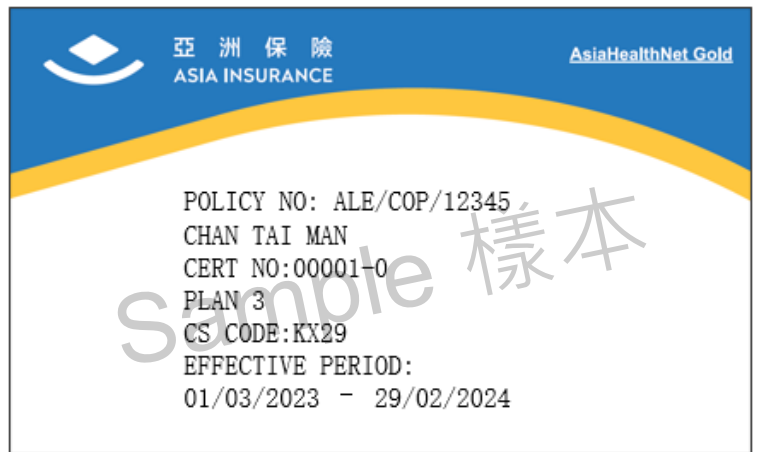 亞洲保險
ASIA INSURANCE
AsiaHealthNet Gold
POLICY NO: ALE/COP/12345
CHAN TAI MAN
CERT NO:00001-0
PLAN 3
CS CODE:KX29
EFFECTIVE PERIOD:
01/03/2023 - 29/02/2024
Sample 樣本